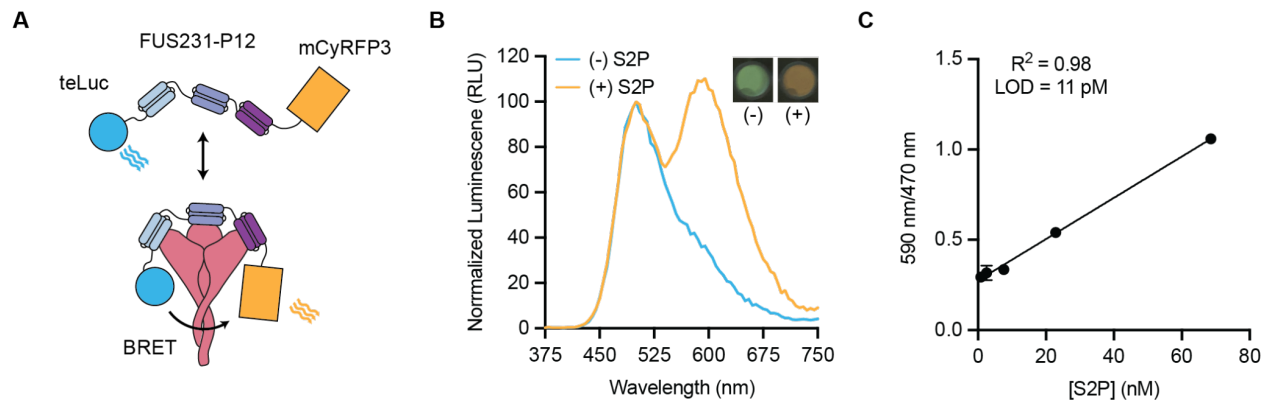 A
FUS231-P12
mCyRFP3
teLuc
BRET
B
Normalized Luminescene (RLU)
120
100
80
60
40
20
0
(-) S2P
(+) S2P
(-)
(+)
375
450
525
600
675
750
Wavelength (nm)
C
590 nm/470 nm
1.5
1.0
0.5
0.0
R² = 0.98
LOD = 11 pM
0
20
40
60
80
[S2P] (nM)